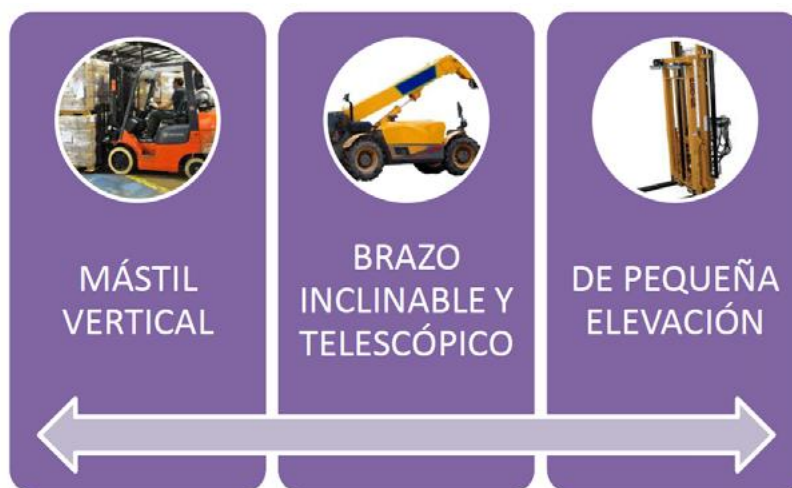 MÁSTIL
VERTICAL
BRAZO
INCLINABLE Y
TELESCÓPICO
DE PEQUEÑA
ELEVACIÓN